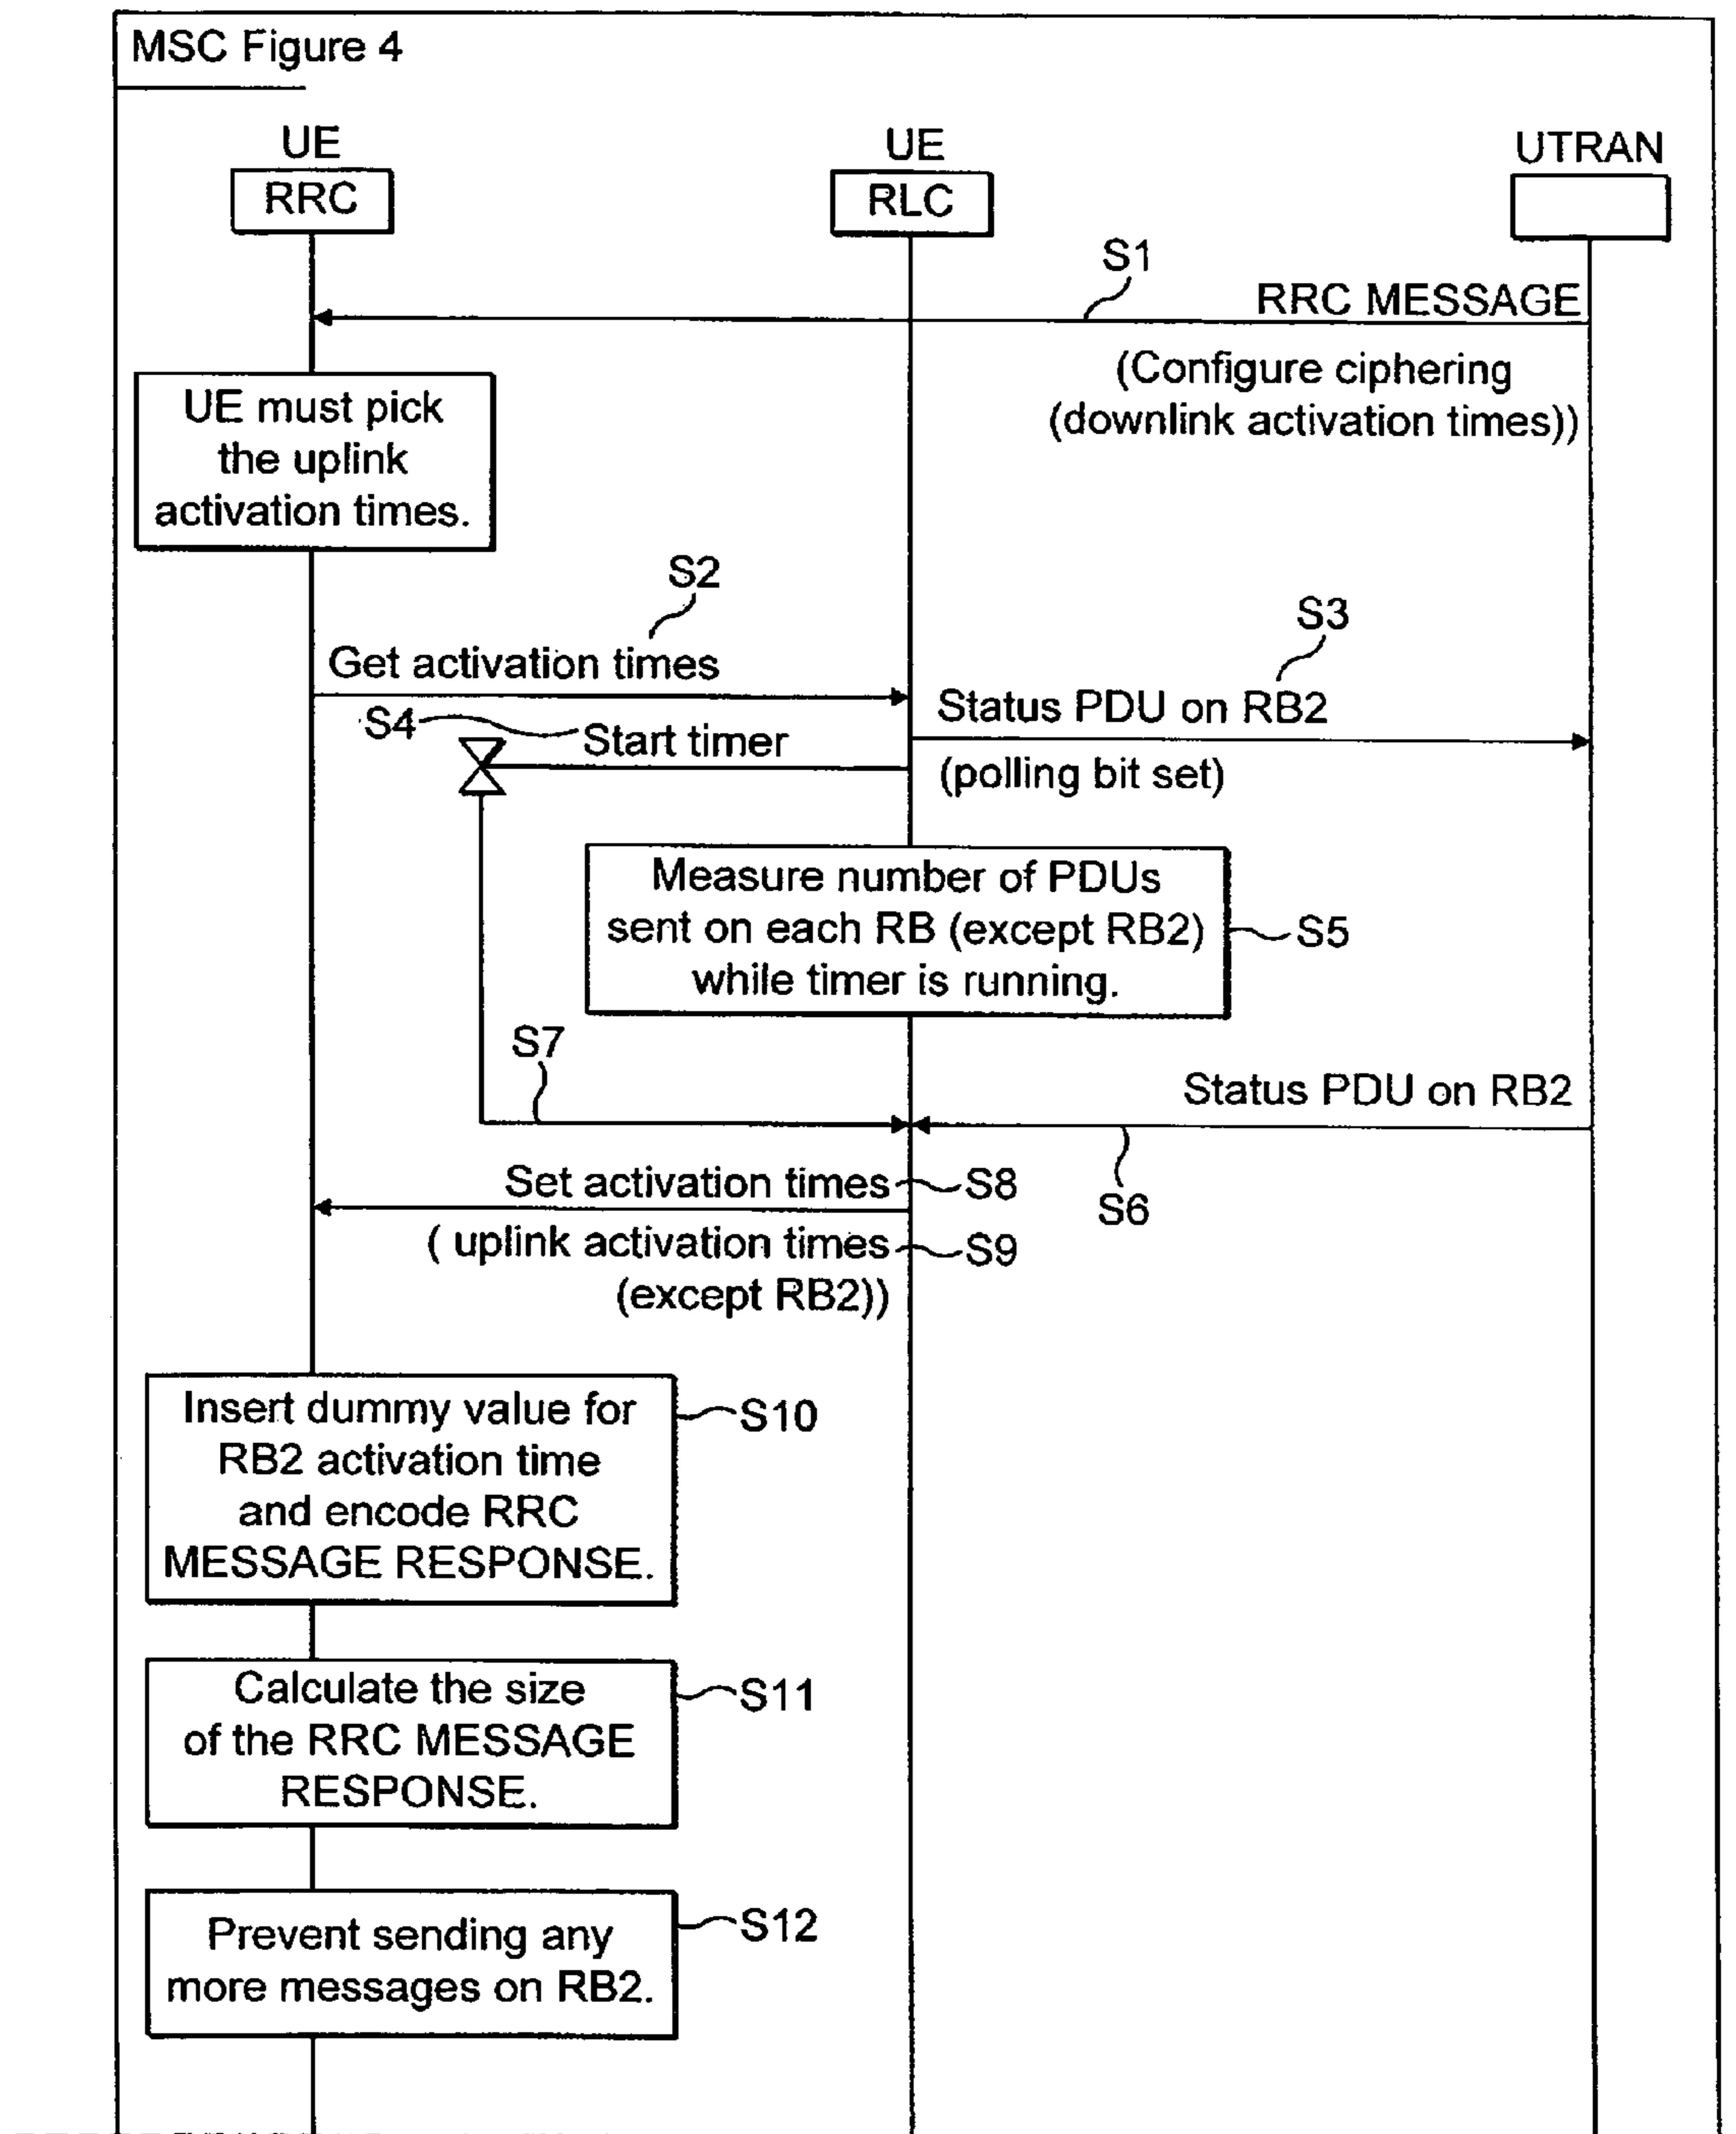 MSC Figure 4
UE
RRC
UE
RLC
UTRAN
S1
RRC MESSAGE
(Configure ciphering
(downlink activation times))
UE must pick
the uplink
activation times.
S2
Get activation times
S3
Status PDU on RB2
(polling bit set)
S4
Start timer
Measure number of PDUs
sent on each RB (except RB2)
while timer is running.
S5
S7
Status PDU on RB2
S6
Set activation times
S8
( uplink activation times
(except RB2))
S9
Insert dummy value for
RB2 activation time
and encode RRC
MESSAGE RESPONSE.
S10
Calculate the size
of the RRC MESSAGE
RESPONSE.
S11
Prevent sending any
more messages on RB2.
S12